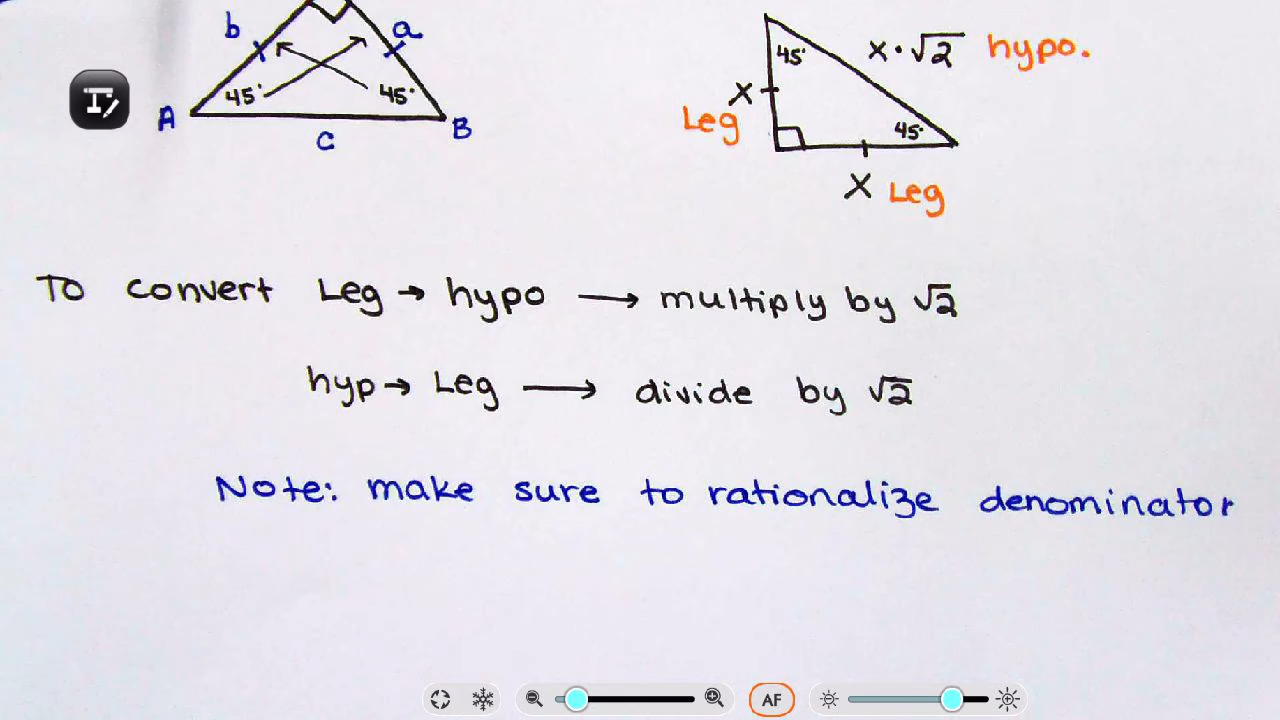 b
a
45°
45°
A
C
B
45°
x · √2 hypo.
x
Leg
45°
x Leg
To convert Leg → hypo → multiply by √2
hyp → Leg → divide by √2
Note: make sure to rationalize denominator
AF